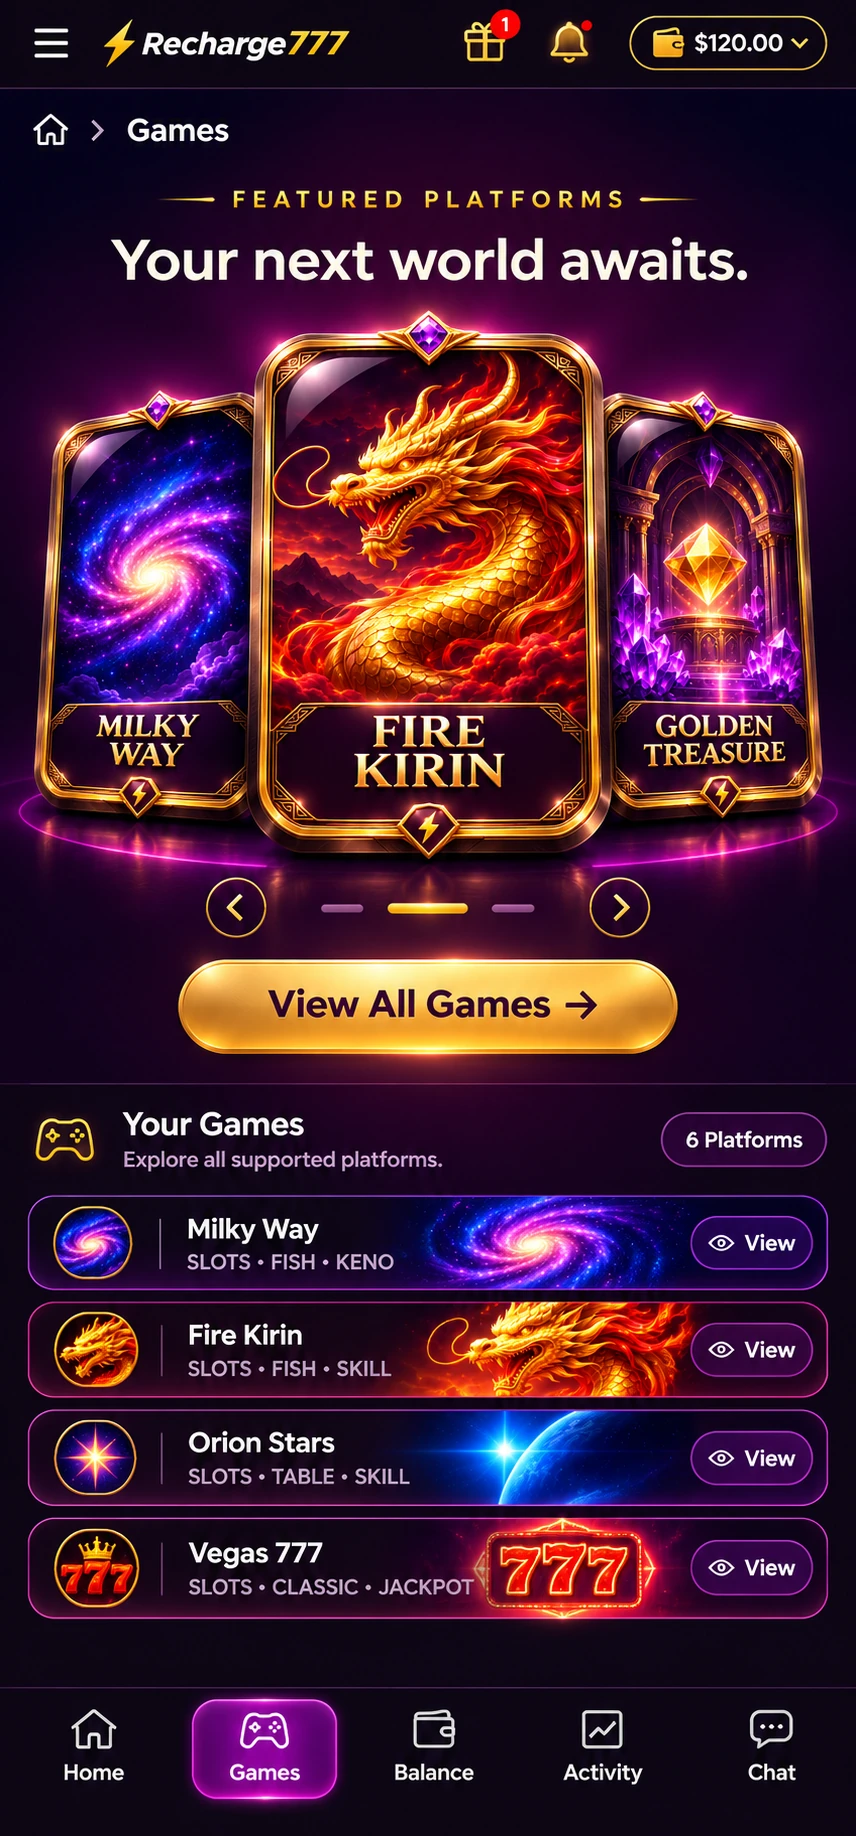 Recharge777
1
$120.00
Games
FEATURED PLATFORMS
Your next world awaits.
MILKY
WAY
FIRE
KIRIN
GOLDEN
TREASURE
View All Games →
Your Games
Explore all supported platforms.
6 Platforms
Milky Way
SLOTS • FISH • KENO
View
Fire Kirin
SLOTS • FISH • SKILL
View
Orion Stars
SLOTS • TABLE • SKILL
View
777
Vegas 777
SLOTS • CLASSIC • JACKPOT
777
View
Home
Games
Balance
Activity
Chat